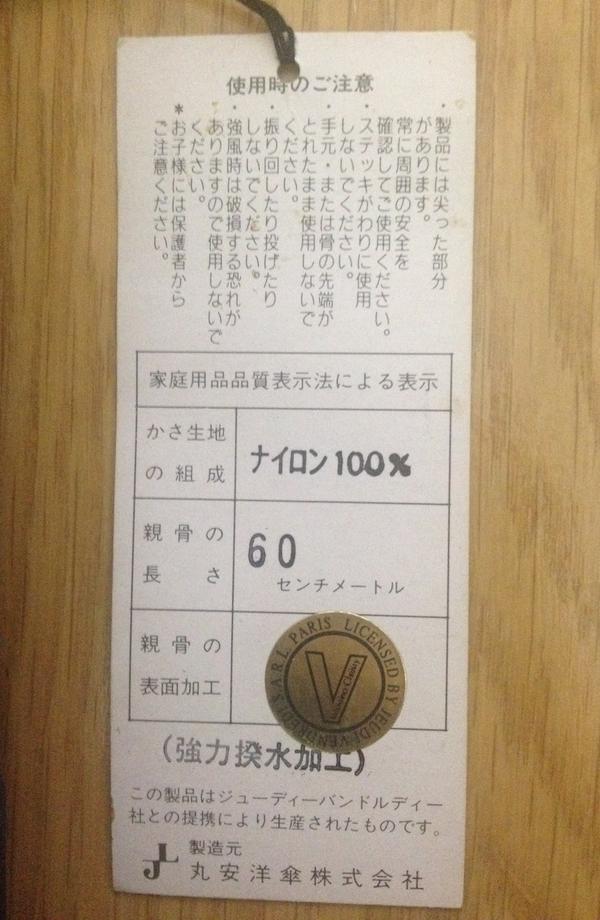 使用時のご注意
・製品には尖った部分
があります。
常に周囲の安全を
確認してご使用ください。
・ステッキがわりに使用
しないでください。
・手元・または骨の先端が
とれたまま使用しないで
ください。
・振り回したり投げたり
しないでください。
・強風時は破損する恐れが
ありますので使用しないで
ください。
*お子様には保護者から
ご注意ください。
家庭用品品質表示法による表示
かさ生地
の組成
ナイロン100%
親骨の
長さ
60
センチメートル
親骨の
表面加工
S.A.R.L. PARIS LICENSED BY JEUDI VENDREDI
V
(強力撥水加工)
この製品はジューディーバンドルディー
社との提携により生産されたものです。
JL
製造元
丸安洋傘株式会社